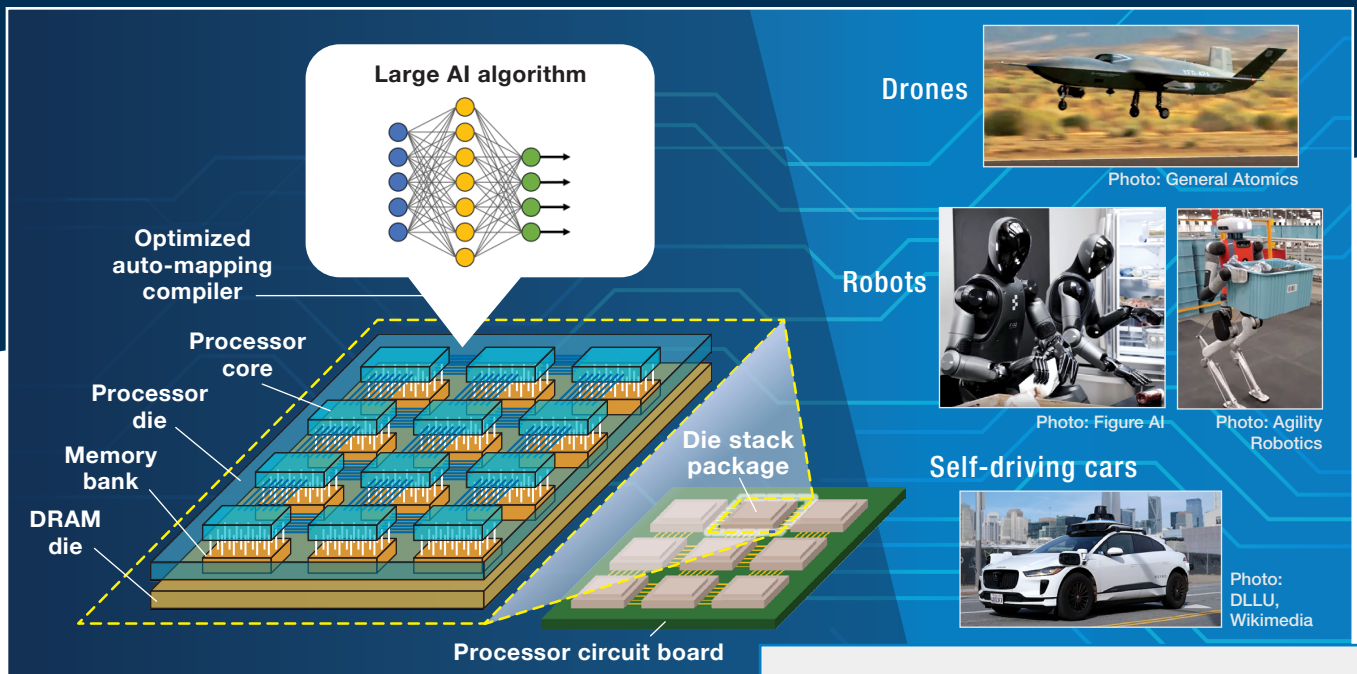 Large AI algorithm
Optimized
auto-mapping
compiler
Processor
core
Processor
die
Memory
bank
DRAM
die
Die stack
package
Processor circuit board
Drones
Photo: General Atomics
Robots
Photo: Figure AI
Photo: Agility
Robotics
Self-driving cars
Photo:
DLLU,
Wikimedia